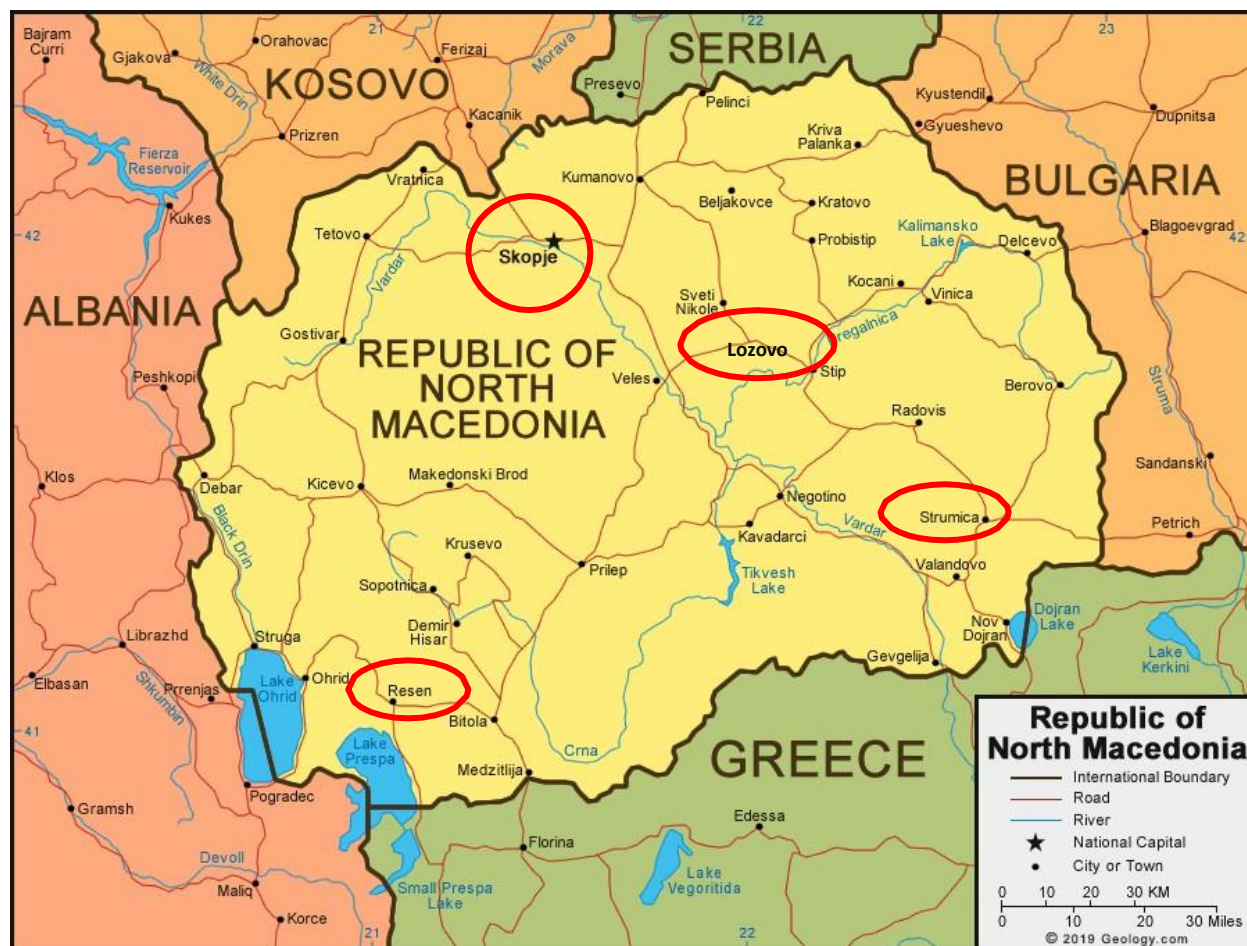 Bajram
Curri
Gjakova
Orahovac
21
Ferizaj
Morava
SERBIA
22
23
White Drin
KOSOVO
Presevo
Pelinci
Kyustendil
Dupnitsa
Kacanik
Gyueshevo
Prizren
Kriva
Palanka
Fierza
Reservoir
Vratnica
Kumanovo
Beljakovce
Kratovo
BULGARIA
Kukes
42
Tetovo
Skopje
Probistip
Kalimansko
Lake
Delcevo
Blagoevgrad
42
Vardar
ALBANIA
Sveti
Nikole
Kocani
Vinica
Gostivar
REPUBLIC OF
NORTH
MACEDONIA
Lozovo
Bregalnica
Stip
Peshkopi
Veles
Berovo
Struma
Radovis
Klos
Debar
Kicevo
Makedonski Brod
Negotino
Sandanski
Black Drin
Krusevo
Kavadarci
Vardar
Strumica
Petrich
Sopotnica
Prilep
Tikvesh
Lake
Valandovo
Demir
Hisar
Nov
Dojran
Dojran
Lake
Librazhd
Struga
Gevgelija
Lake
Kerkini
Elbasan
Shkumbin
Prrenjas
Lake
Ohrid
Ohrid
Resen
Bitola
41
Lake
Prespa
Crna
GREECE
Medzitlija
Pogradec
Gramsh
Florina
Edessa
Devoll
Maliq
Small Prespa
Lake
Lake
Vegoritida
Korce
21
22
Republic of
North Macedonia
International Boundary
Road
River
National Capital
City or Town
0 10 20 30 KM
0 10 20 30 Miles
© 2019 Geology.com